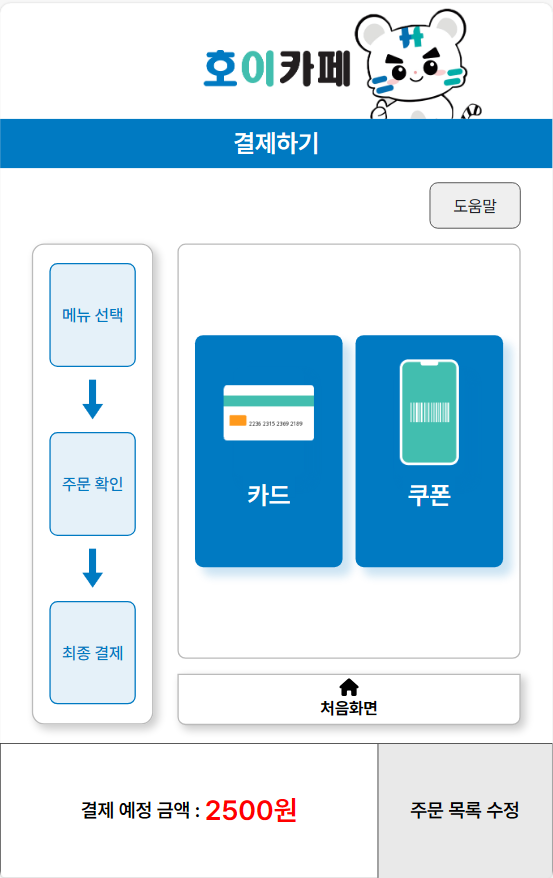 호이카페
결제하기
도움말
메뉴 선택
주문 확인
최종 결제
2236 2315 2369 2189
카드
쿠폰
처음화면
결제 예정 금액 : 2500원
주문 목록 수정